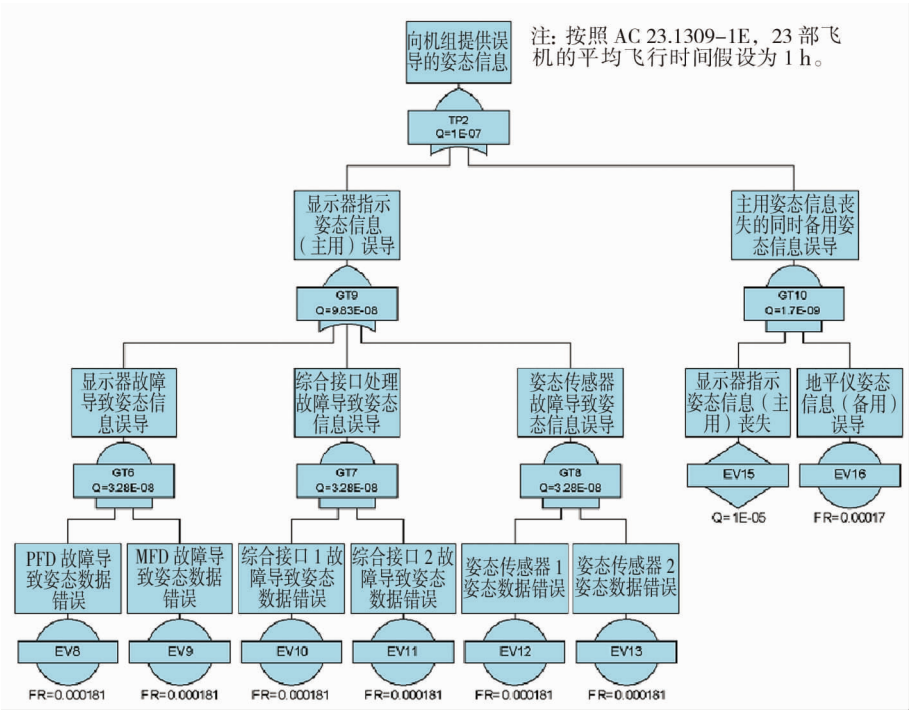 向机组提供误
导的姿态信息
注: 按照 AC 23.1309-1E, 23 部飞
机的平均飞行时间假设为 1 h。
TP2
Q=1E-07
显示器指示
姿态信息
(主用)误导
主用姿态信息丧
失的同时备用姿
态信息误导
GT9
Q=9.83E-08
GT10
Q=1.7E-09
显示器故障
导致姿态信
息误导
综合接口处理
故障导致姿态
信息误导
姿态传感器
故障导致姿
态信息误导
显示器指示
姿态信息(主
用)丧失
地平仪姿态
信息(备用)
误导
GT6
Q=3.28E-08
GT7
Q=3.28E-08
GT8
Q=3.28E-08
EV15
Q=1E-05
EV16
FR=0.00017
PFD 故障导
致姿态数据
错误
MFD 故障导
致姿态数据
错误
综合接口 1 故
障导致姿态
数据错误
综合接口 2 故
障导致姿态
数据错误
姿态传感器 1
姿态数据错误
姿态传感器 2
姿态数据错误
EV8
FR=0.000181
EV9
FR=0.000181
EV10
FR=0.000181
EV11
FR=0.000181
EV12
FR=0.000181
EV13
FR=0.000181